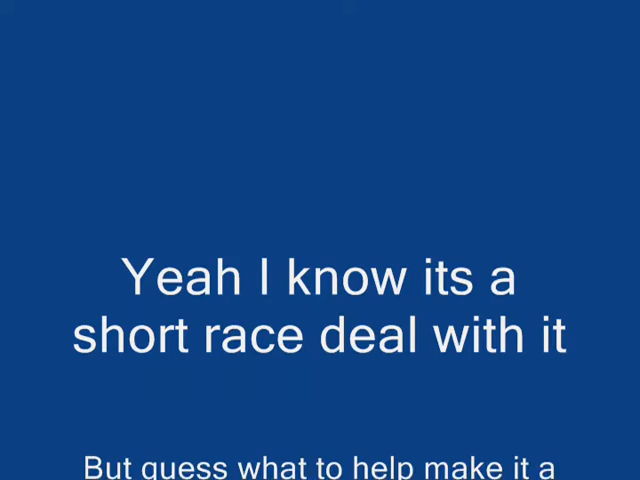 Yeah I know its a
short race deal with it
But guess what to help make it a